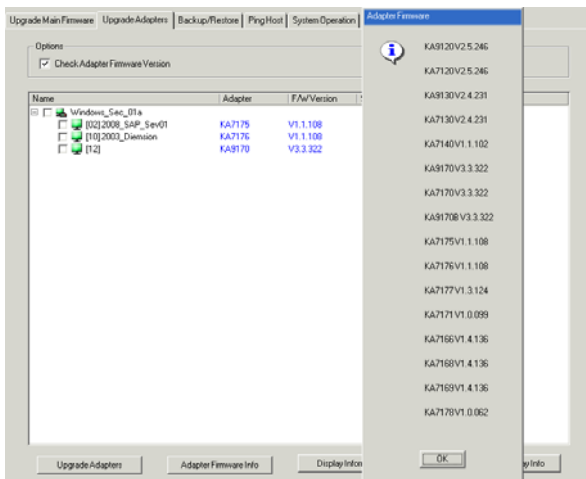 Upgrade Main Firmware Upgrade Adapters Backup/Restore Ping Host System Operation
Options
Check Adapter Firmware Version
Name Adapter F/W Version
Windows_Sec_01a
[02]2008_SAP_Sev01 KA7175 V1.1.108
[10]2003_Diemsion KA7176 V1.1.108
[12] KA9170 V3.3.322
Upgrade Adapters Adapter Firmware Info Display Infor ay Info
Adapter Firmware
KA9120V2.5.246
KA7120V2.5.246
KA9130V2.4.231
KA7130V2.4.231
KA7140V1.1.102
KA9170V3.3.322
KA7170V3.3.322
KA9170B V3.3.322
KA7175V1.1.108
KA7176V1.1.108
KA7177V1.3.124
KA7171V1.0.099
KA7166V1.4.136
KA7168V1.4.136
KA7169V1.4.136
KA7178V1.0.062
OK